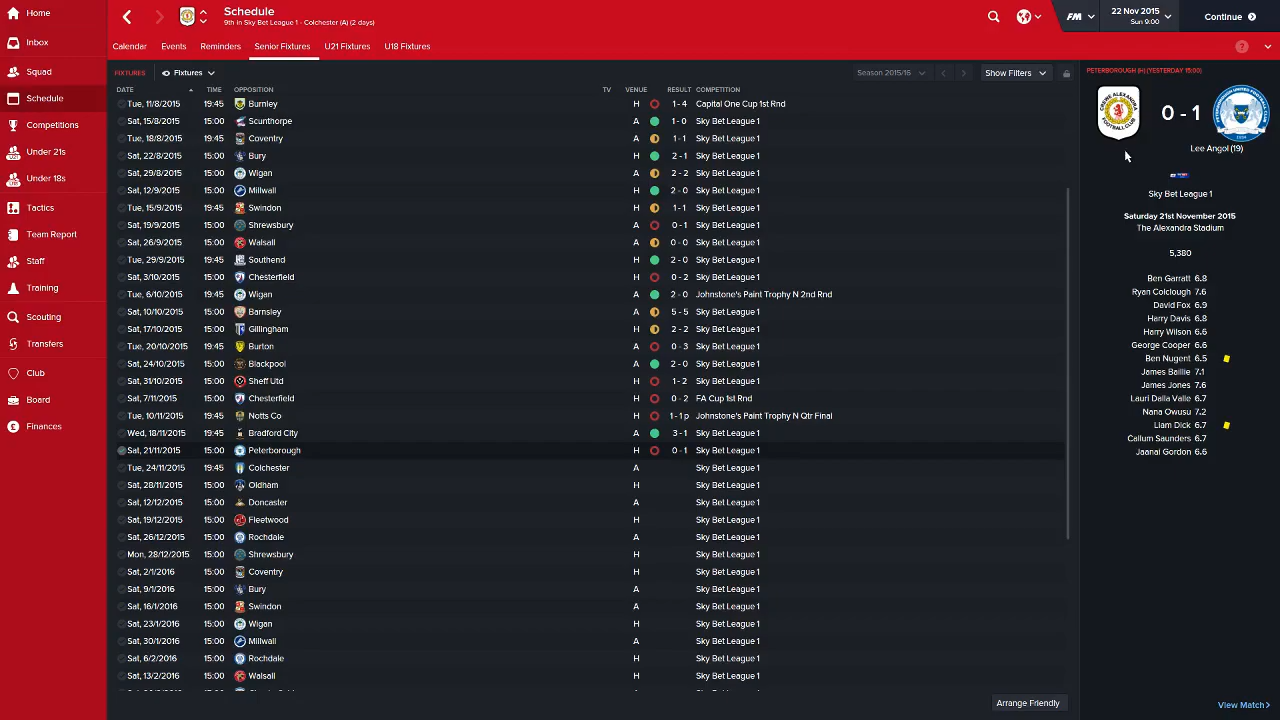 Home
Inbox
Squad
Schedule
Competitions
Under 21s
Under 18s
Tactics
Team Report
Staff
Training
Scouting
Transfers
Club
Board
Finances
Schedule
9th in Sky Bet League 1 - Colchester (A) (2 days)
FM
22 Nov 2015
Sun 9:00
Continue
Calendar Events Reminders Senior Fixtures U21 Fixtures U18 Fixtures
FIXTURES Fixtures Season 2015/16 Show Filters
DATE TIME OPPOSITION TV VENUE RESULT COMPETITION
Tue, 11/8/2015 19:45 Burnley H 1 - 4 Capital One Cup 1st Rnd
Sat, 15/8/2015 15:00 Scunthorpe A 1 - 0 Sky Bet League 1
Tue, 18/8/2015 19:45 Coventry A 1 - 1 Sky Bet League 1
Sat, 22/8/2015 15:00 Bury H 2 - 1 Sky Bet League 1
Sat, 29/8/2015 15:00 Wigan A 2 - 2 Sky Bet League 1
Sat, 12/9/2015 15:00 Millwall H 2 - 0 Sky Bet League 1
Tue, 15/9/2015 19:45 Swindon H 1 - 1 Sky Bet League 1
Sat, 19/9/2015 15:00 Shrewsbury A 0 - 1 Sky Bet League 1
Sat, 26/9/2015 15:00 Walsall A 0 - 0 Sky Bet League 1
Tue, 29/9/2015 19:45 Southend H 2 - 0 Sky Bet League 1
Sat, 3/10/2015 15:00 Chesterfield H 0 - 2 Sky Bet League 1
Tue, 6/10/2015 19:45 Wigan A 2 - 0 Johnstone's Paint Trophy N 2nd Rnd
Sat, 10/10/2015 15:00 Barnsley A 5 - 5 Sky Bet League 1
Sat, 17/10/2015 15:00 Gillingham H 2 - 2 Sky Bet League 1
Tue, 20/10/2015 19:45 Burton A 0 - 3 Sky Bet League 1
Sat, 24/10/2015 15:00 Blackpool A 2 - 0 Sky Bet League 1
Sat, 31/10/2015 15:00 Sheff Utd H 1 - 2 Sky Bet League 1
Sat, 7/11/2015 15:00 Chesterfield H 0 - 2 FA Cup 1st Rnd
Tue, 10/11/2015 19:45 Notts Co H 1 - 1 p Johnstone's Paint Trophy N Qtr Final
Wed, 18/11/2015 19:45 Bradford City A 3 - 1 Sky Bet League 1
Sat, 21/11/2015 15:00 Peterborough H 0 - 1 Sky Bet League 1
Tue, 24/11/2015 19:45 Colchester A Sky Bet League 1
Sat, 28/11/2015 15:00 Oldham H Sky Bet League 1
Sat, 12/12/2015 15:00 Doncaster A Sky Bet League 1
Sat, 19/12/2015 15:00 Fleetwood H Sky Bet League 1
Sat, 26/12/2015 15:00 Rochdale A Sky Bet League 1
Mon, 28/12/2015 15:00 Shrewsbury H Sky Bet League 1
Sat, 2/1/2016 15:00 Coventry H Sky Bet League 1
Sat, 9/1/2016 15:00 Bury A Sky Bet League 1
Sat, 16/1/2016 15:00 Swindon A Sky Bet League 1
Sat, 23/1/2016 15:00 Wigan H Sky Bet League 1
Sat, 30/1/2016 15:00 Millwall A Sky Bet League 1
Sat, 6/2/2016 15:00 Rochdale H Sky Bet League 1
Sat, 13/2/2016 15:00 Walsall H Sky Bet League 1
Arrange Friendly
PETERBOROUGH (H) (YESTERDAY 15:00)
CREWE ALEXANDRA FOOTBALL CLUB
0 - 1
Lee Angol (19)
Sky Bet League 1
Saturday 21st November 2015
The Alexandra Stadium
5,380
Ben Garratt 6.8
Ryan Colclough 7.6
David Fox 6.9
Harry Davis 6.8
Harry Wilson 6.6
George Cooper 6.6
Ben Nugent 6.5
James Baillie 7.1
James Jones 7.6
Lauri Dalla Valle 6.7
Nana Owusu 7.2
Liam Dick 6.7
Callum Saunders 6.7
Jaanai Gordon 6.6
View Match >